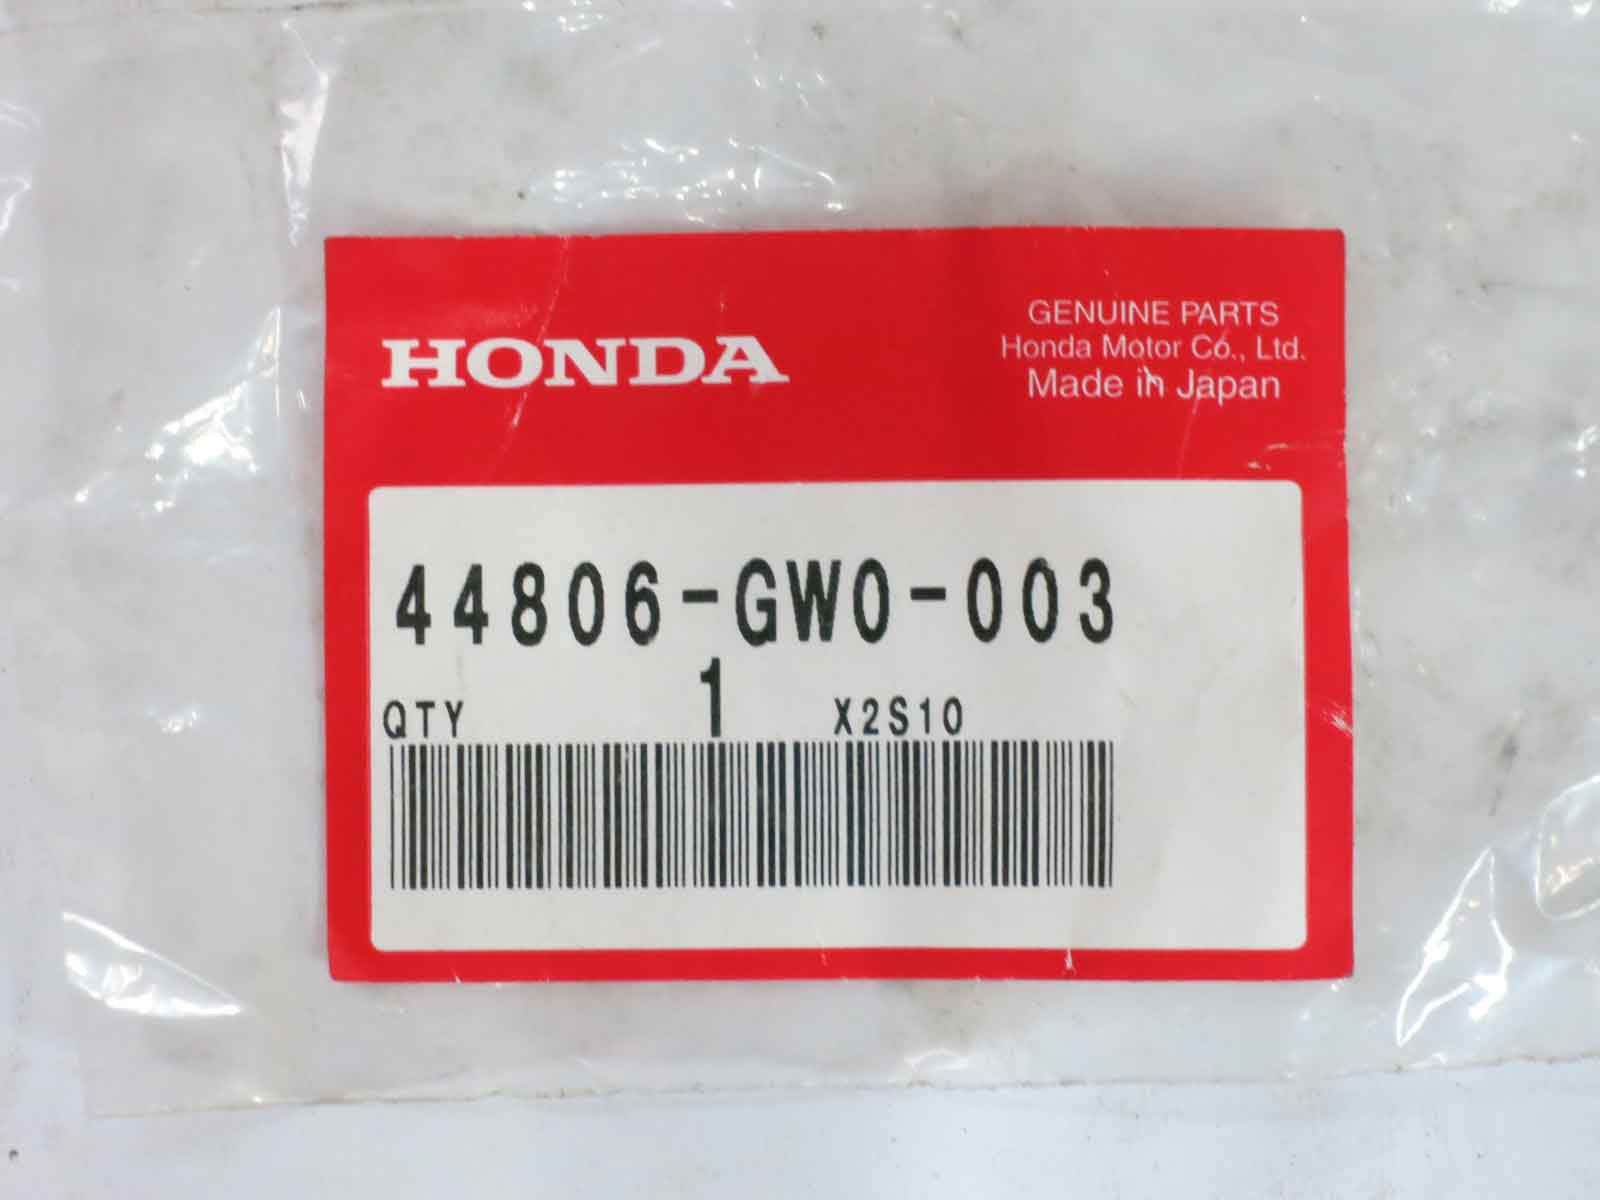 HONDA
GENUINE PARTS
Honda Motor Co., Ltd.
Made in Japan
44806-GW0-003
QTY 1 X2S10